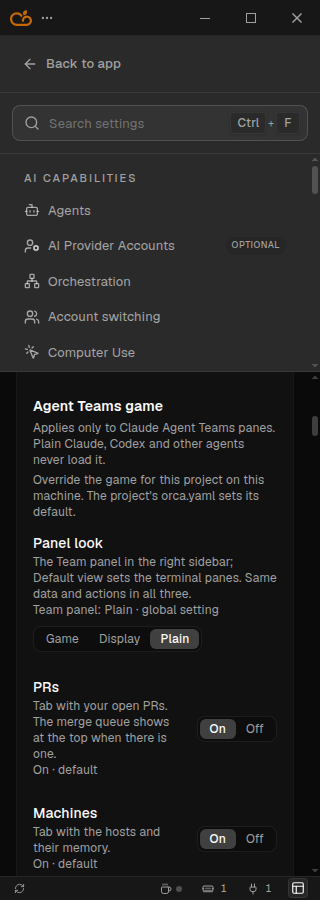 Back to app
Search settings Ctrl + F
AI CAPABILITIES
Agents
AI Provider Accounts OPTIONAL
Orchestration
Account switching
Computer Use
Agent Teams game
Applies only to Claude Agent Teams panes.
Plain Claude, Codex and other agents
never load it.
Override the game for this project on this
machine. The project's orca.yaml sets its
default.
Panel look
The Team panel in the right sidebar;
Default view sets the terminal panes. Same
data and actions in all three.
Team panel: Plain · global setting
Game Display Plain
PRs
Tab with your open PRs.
The merge queue shows
at the top when there is
one.
On · default
On Off
Machines
Tab with the hosts and
their memory.
On · default
On Off
1 1